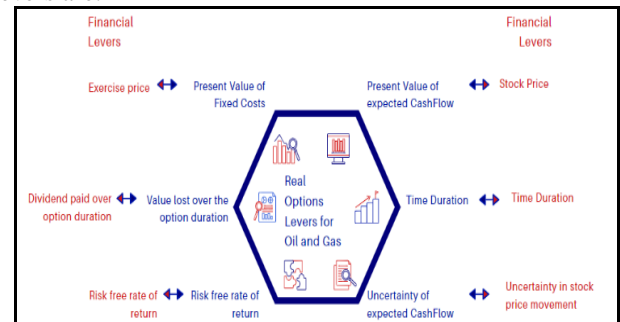 Financial
Levers
Financial
Levers
Exercise price
Present Value of
Fixed Costs
Present Value of
expected CashFlow
Stock Price
Real
Options
Levers for
Oil and Gas
Dividend paid over
option duration
Value lost over the
option duration
Time Duration
Time Duration
Risk free rate of
return
Risk free rate of
return
Uncertainty of
expected CashFlow
Uncertainty in stock
price movement